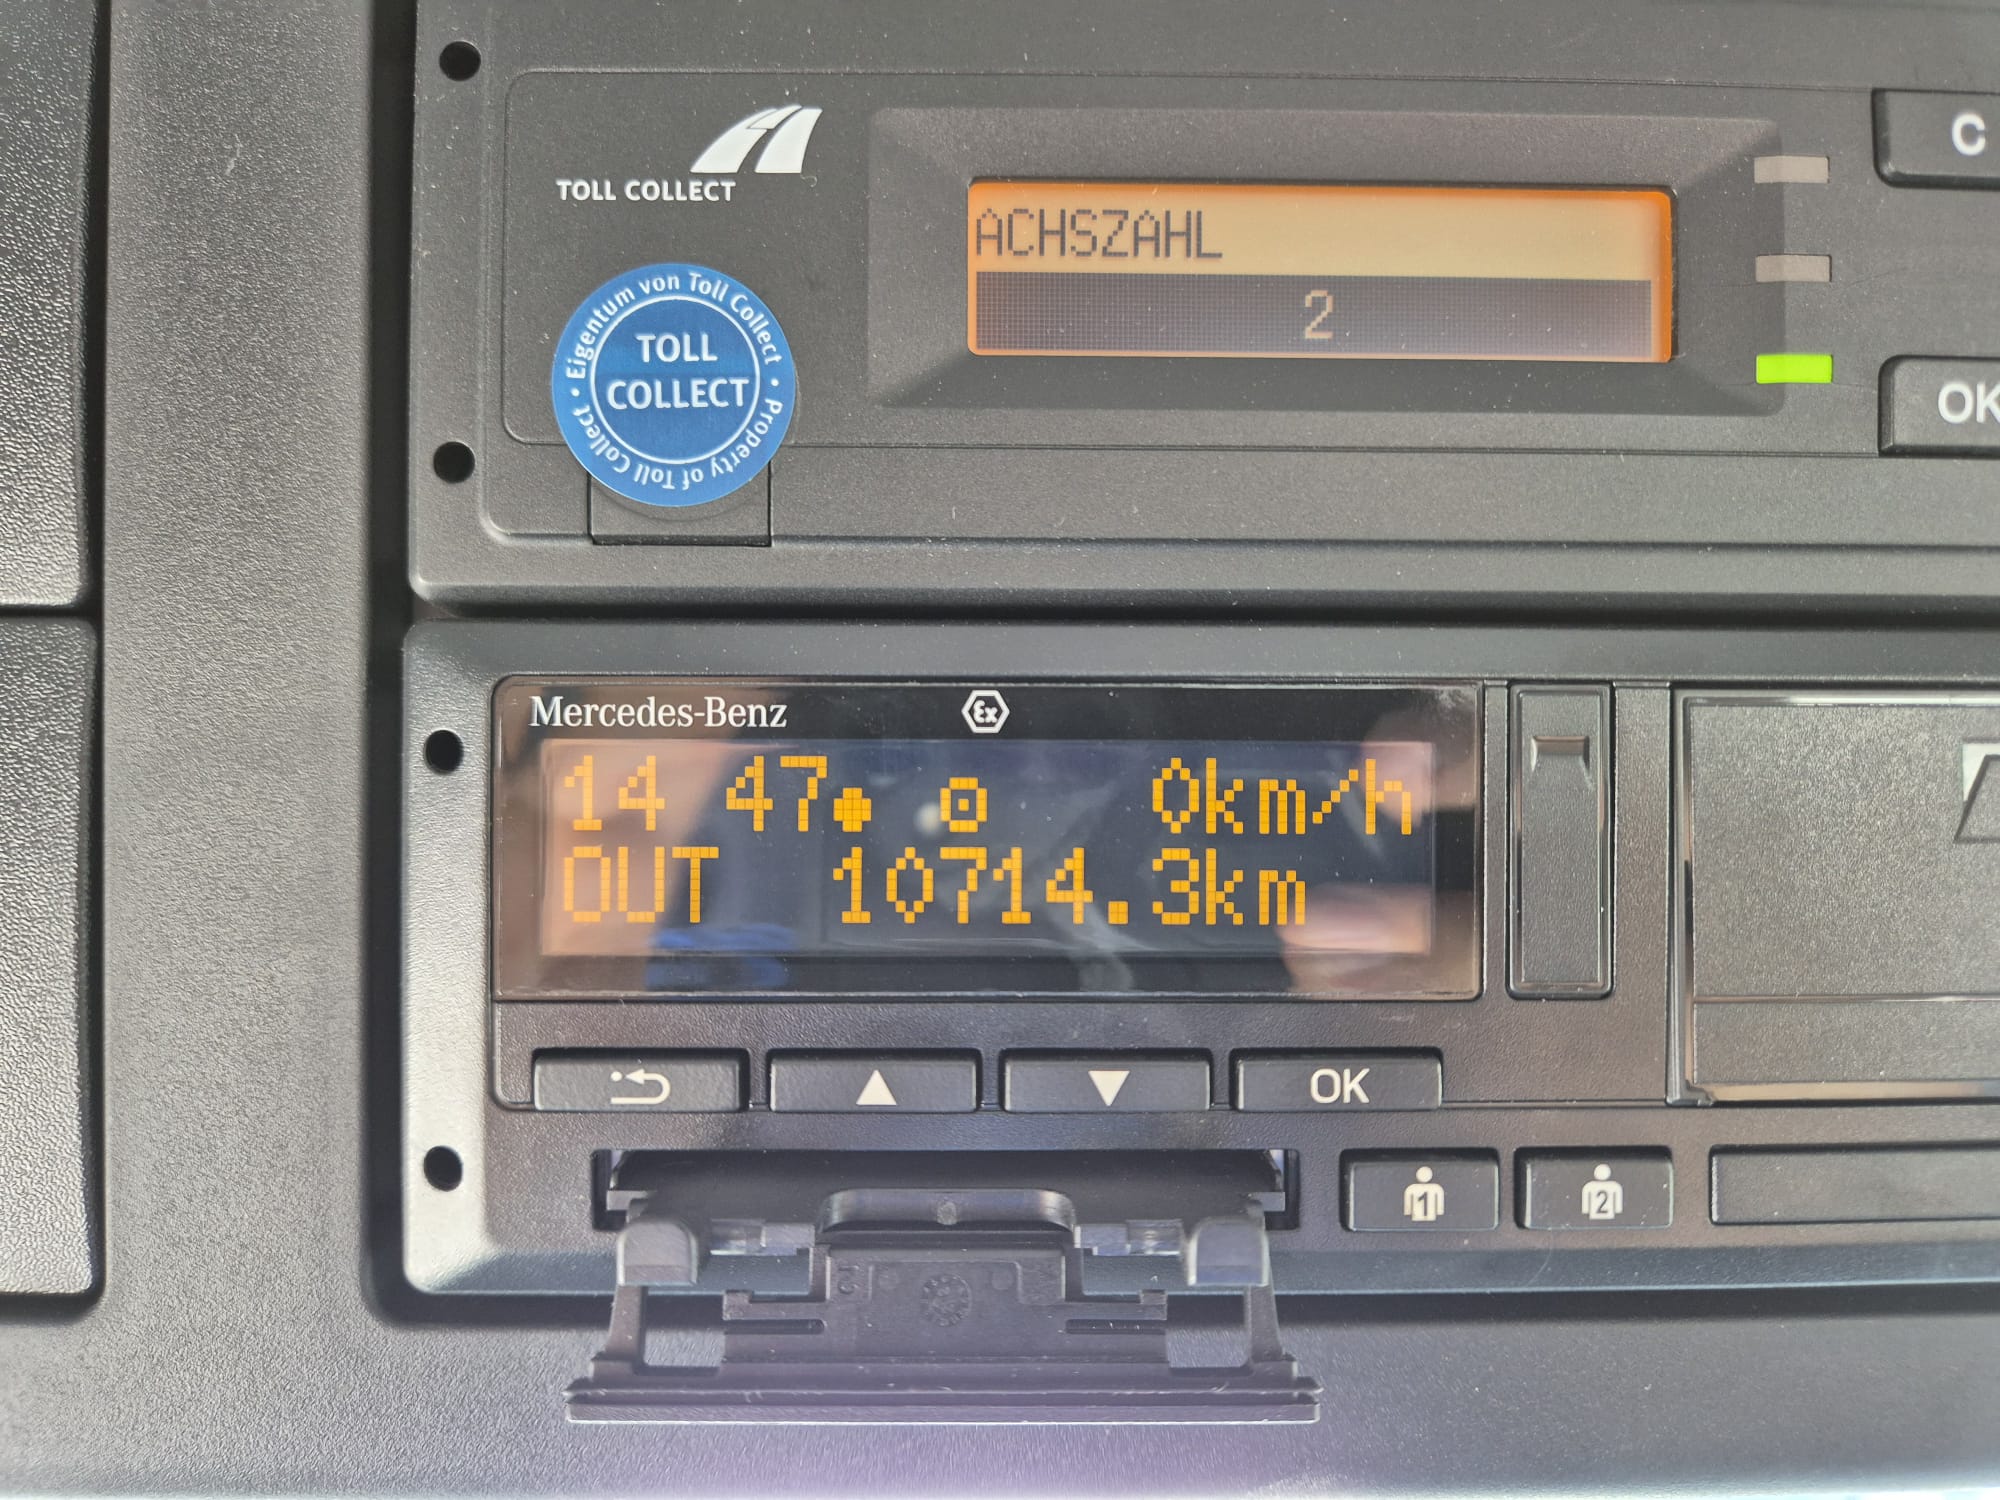 TOLL COLLECT
C
ACHSZAHL
2
Eigentum von Toll Collect • Property of Toll Collect •
TOLL
COLLECT
OK
Mercedes-Benz
Ex
14 47 0km/h
OUT 10714.3km
OK
1 2